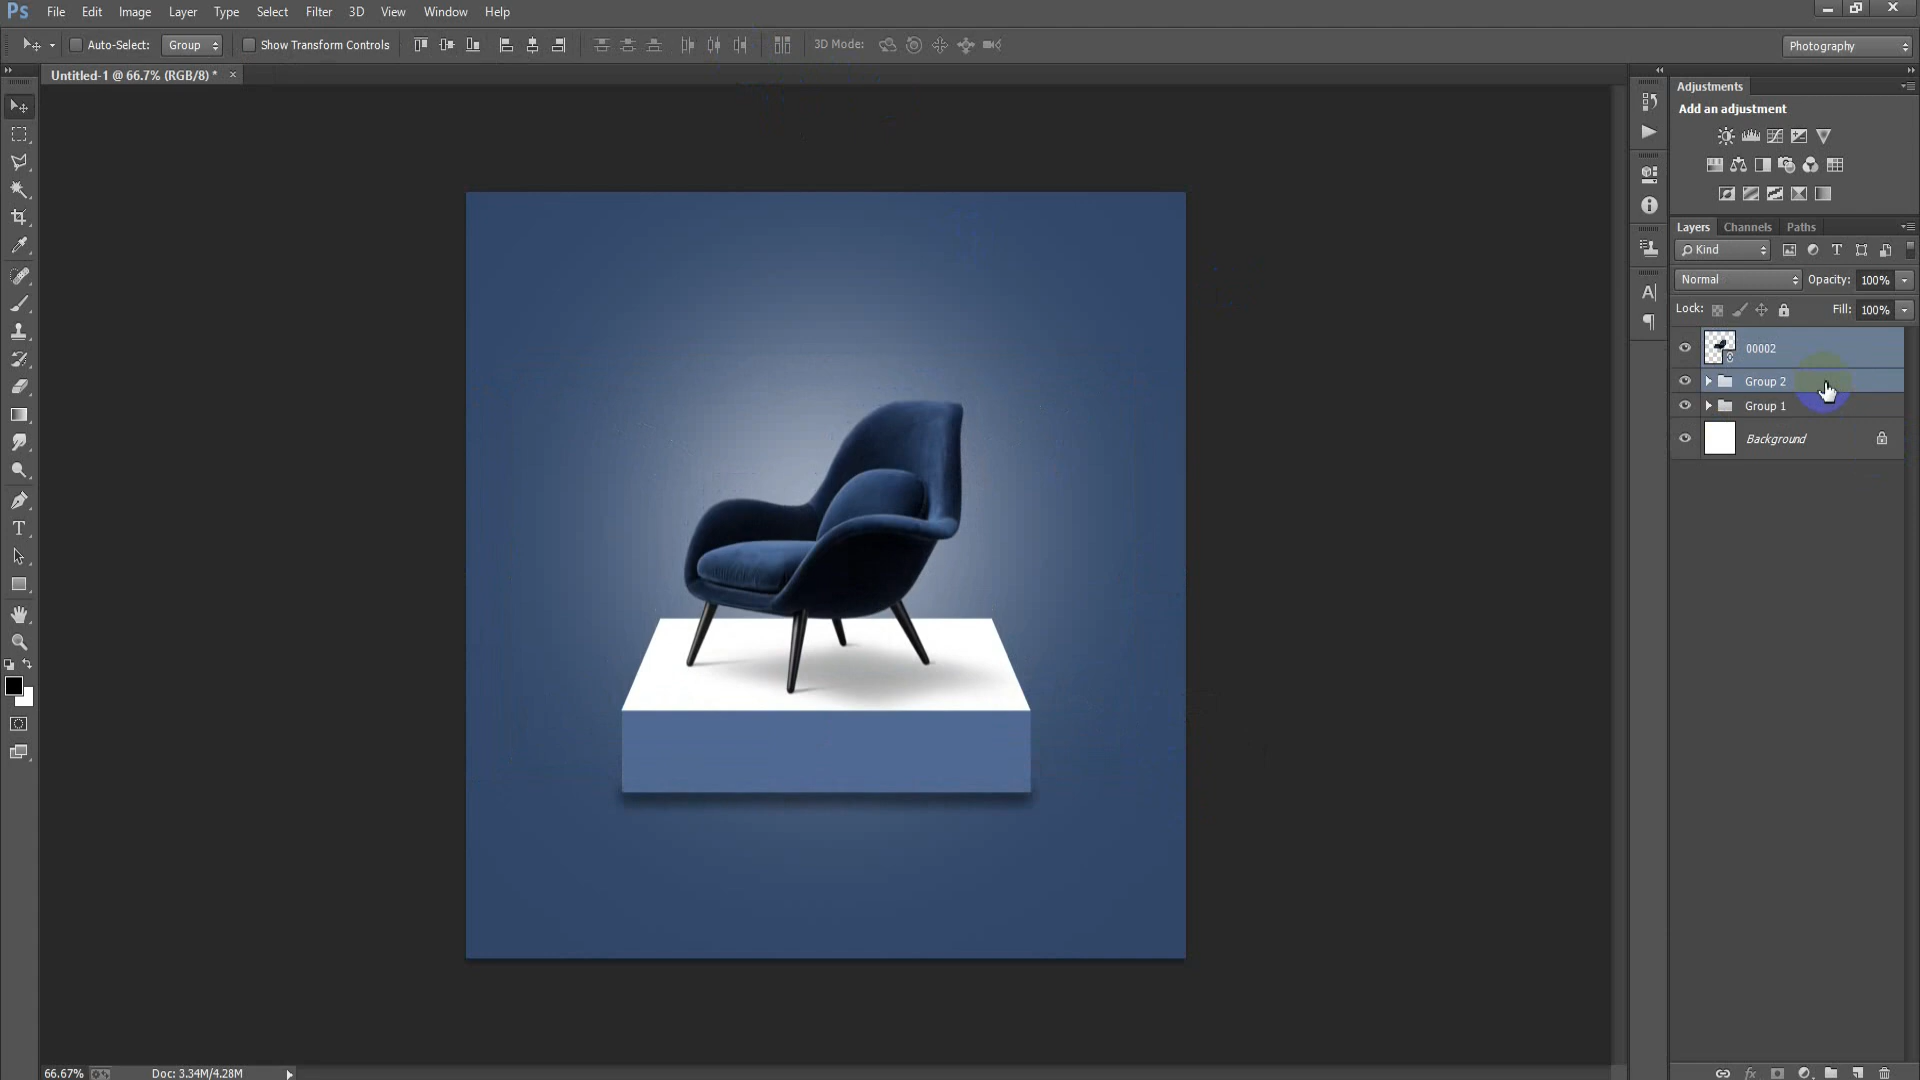 Ps File Edit Image Layer Type Select Filter 3D View Window Help
Auto-Select: Group Show Transform Controls 3D Mode: Photography
Untitled-1 @ 66.7% (RGB/8) * ×
Adjustments
Add an adjustment
Layers Channels Paths
Kind
Normal Opacity: 100%
Lock: Fill: 100%
00002
Group 2
Group 1
Background
66.67% Doc: 3.34M/4.28M